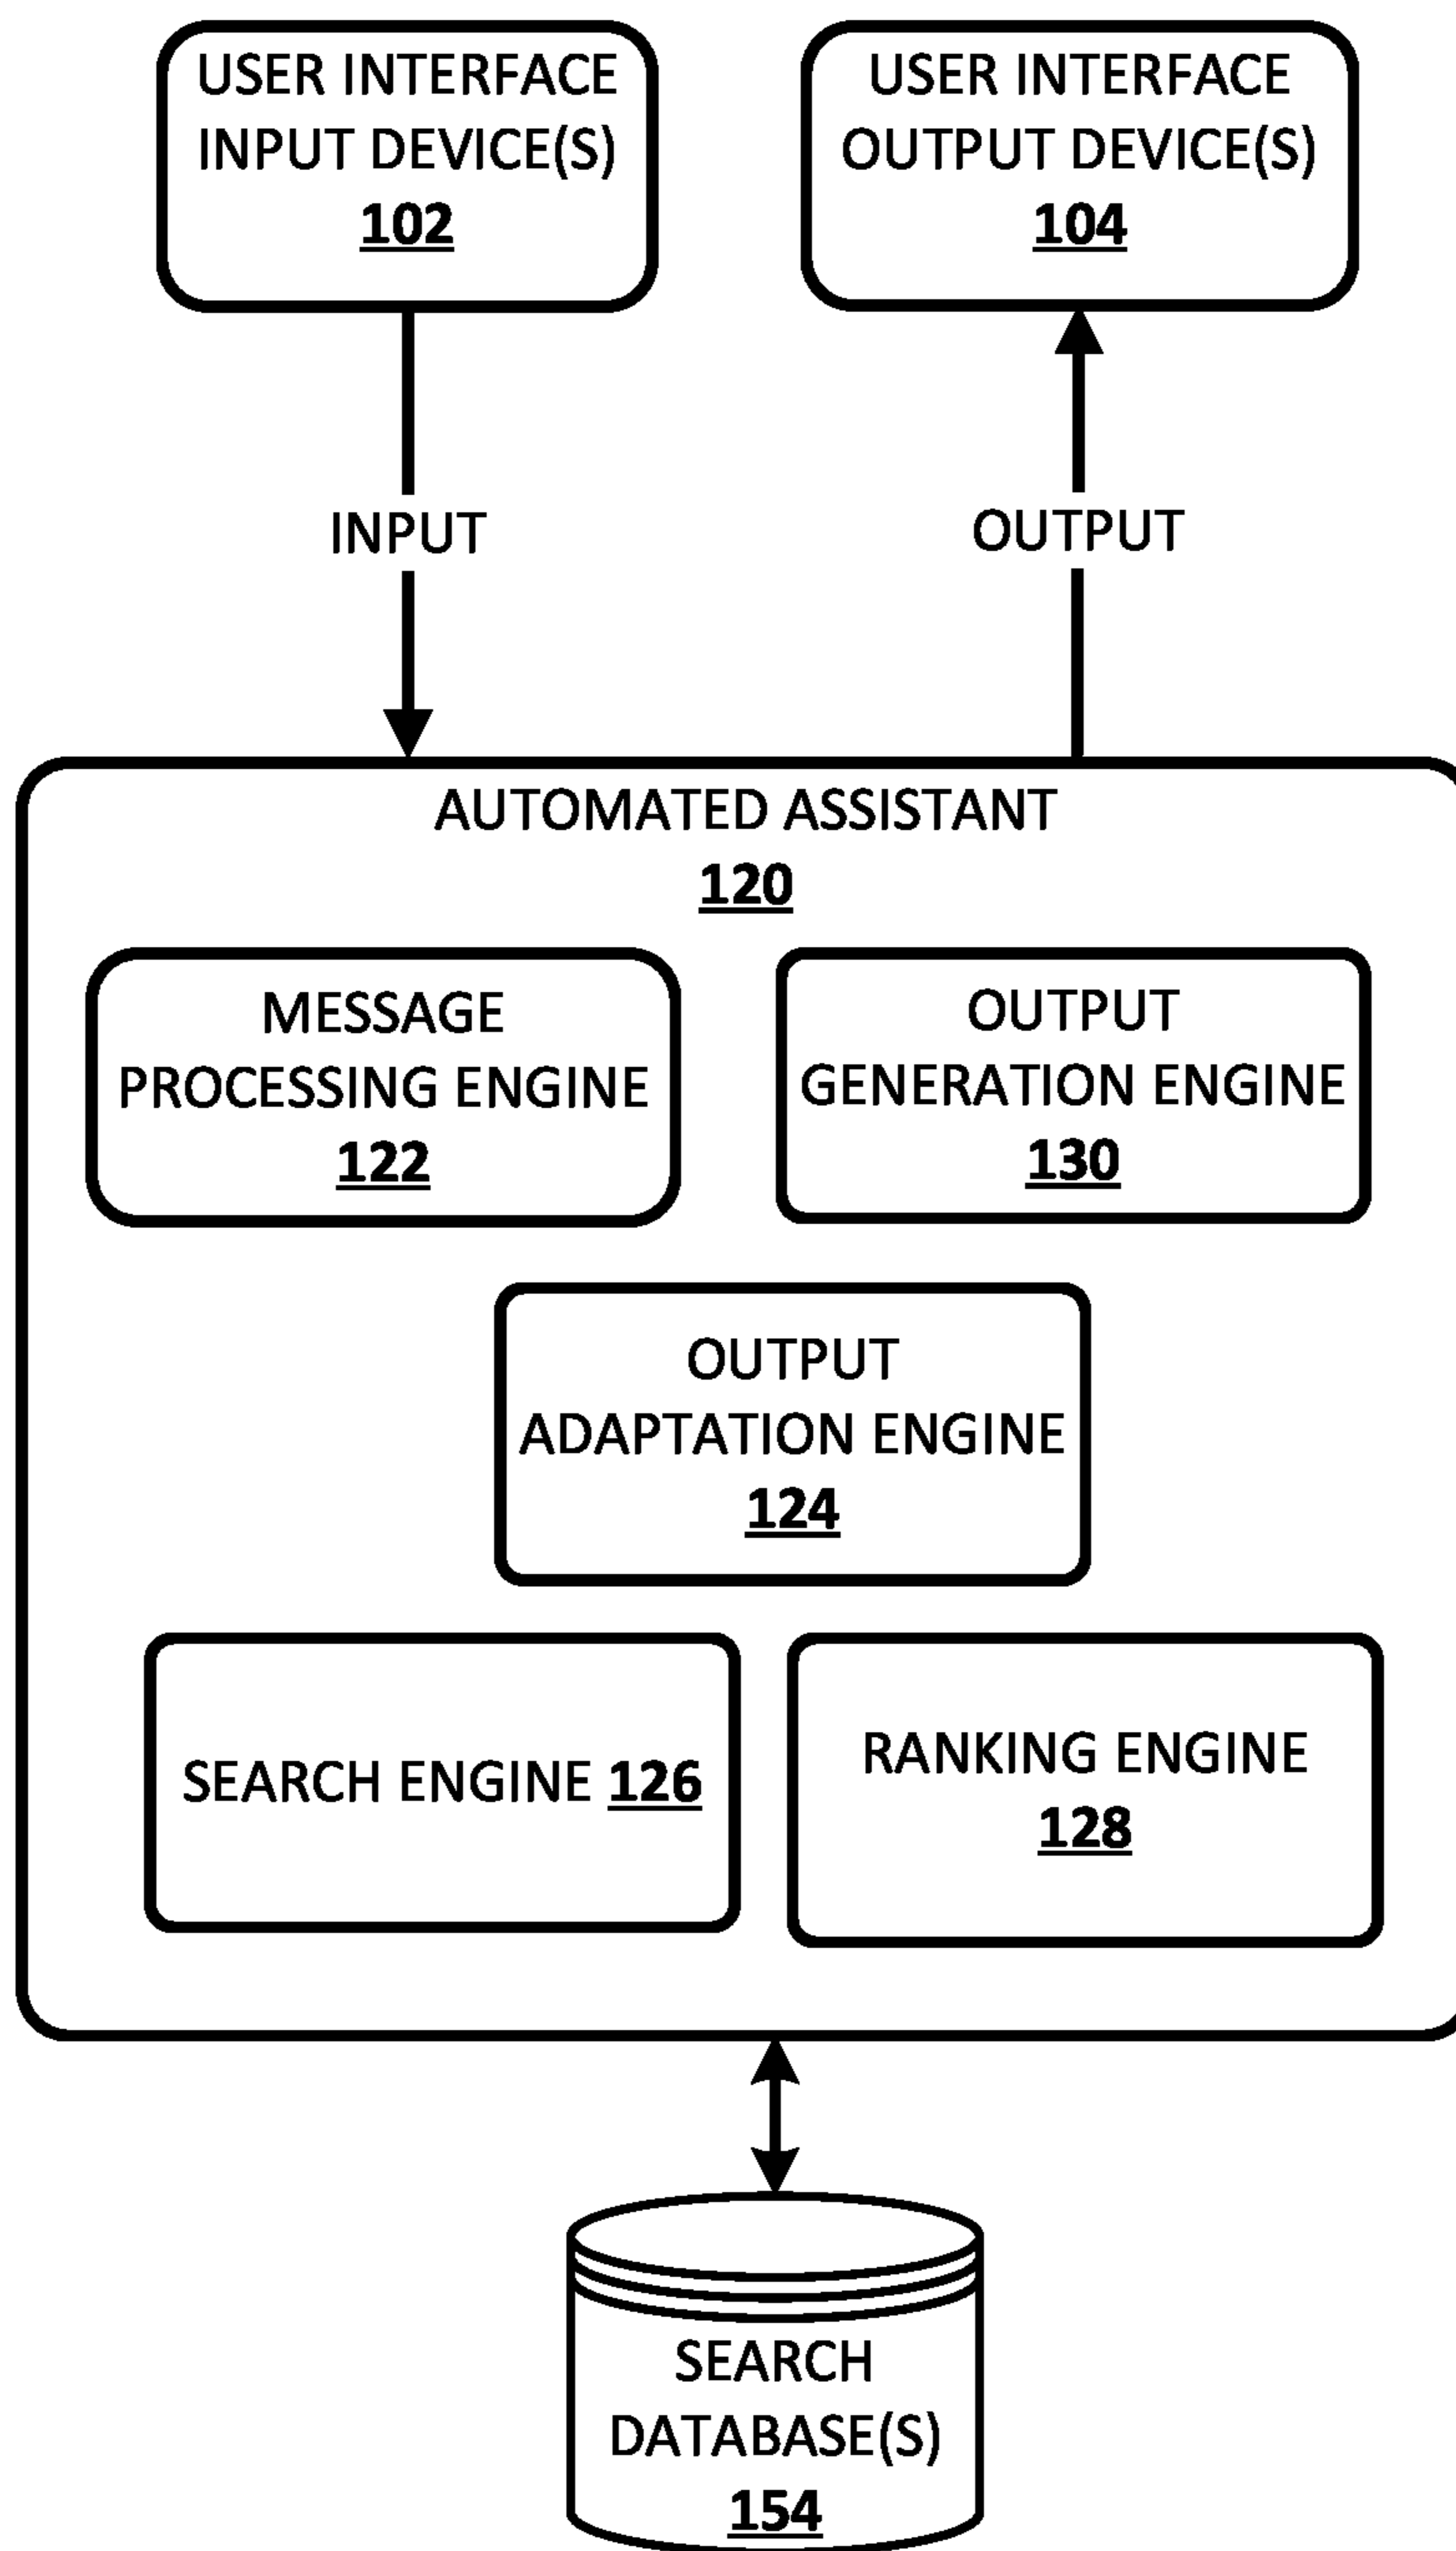 USER INTERFACE
INPUT DEVICE(S)
102
USER INTERFACE
OUTPUT DEVICE(S)
104
INPUT
OUTPUT
AUTOMATED ASSISTANT
120
MESSAGE
PROCESSING ENGINE
122
OUTPUT
GENERATION ENGINE
130
OUTPUT
ADAPTATION ENGINE
124
SEARCH ENGINE 126
RANKING ENGINE
128
SEARCH
DATABASE(S)
154